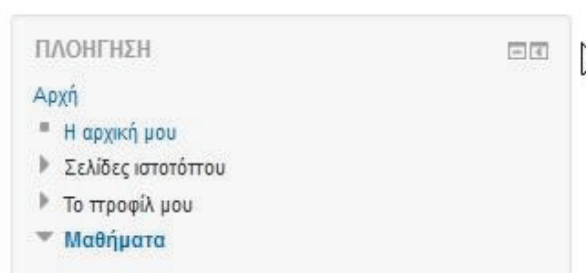 ΠΛΟΗΓΗΣΗ
Αρχή
Η αρχική μου
Σελίδες ιστοτόπου
Το προφίλ μου
Μαθήματα